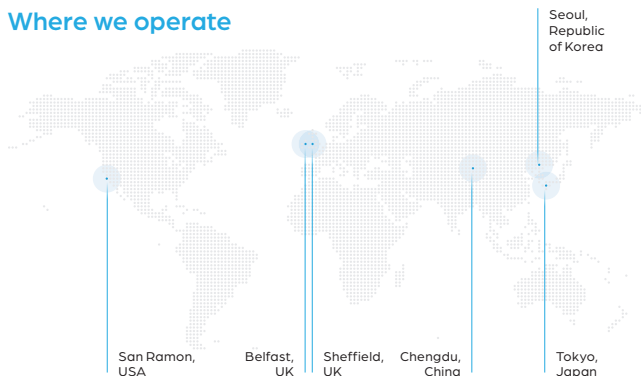 Where we operate
Seoul,
Republic
of Korea
San Ramon,
USA
Belfast,
UK
Sheffield,
UK
Chengdu,
China
Tokyo,
Japan